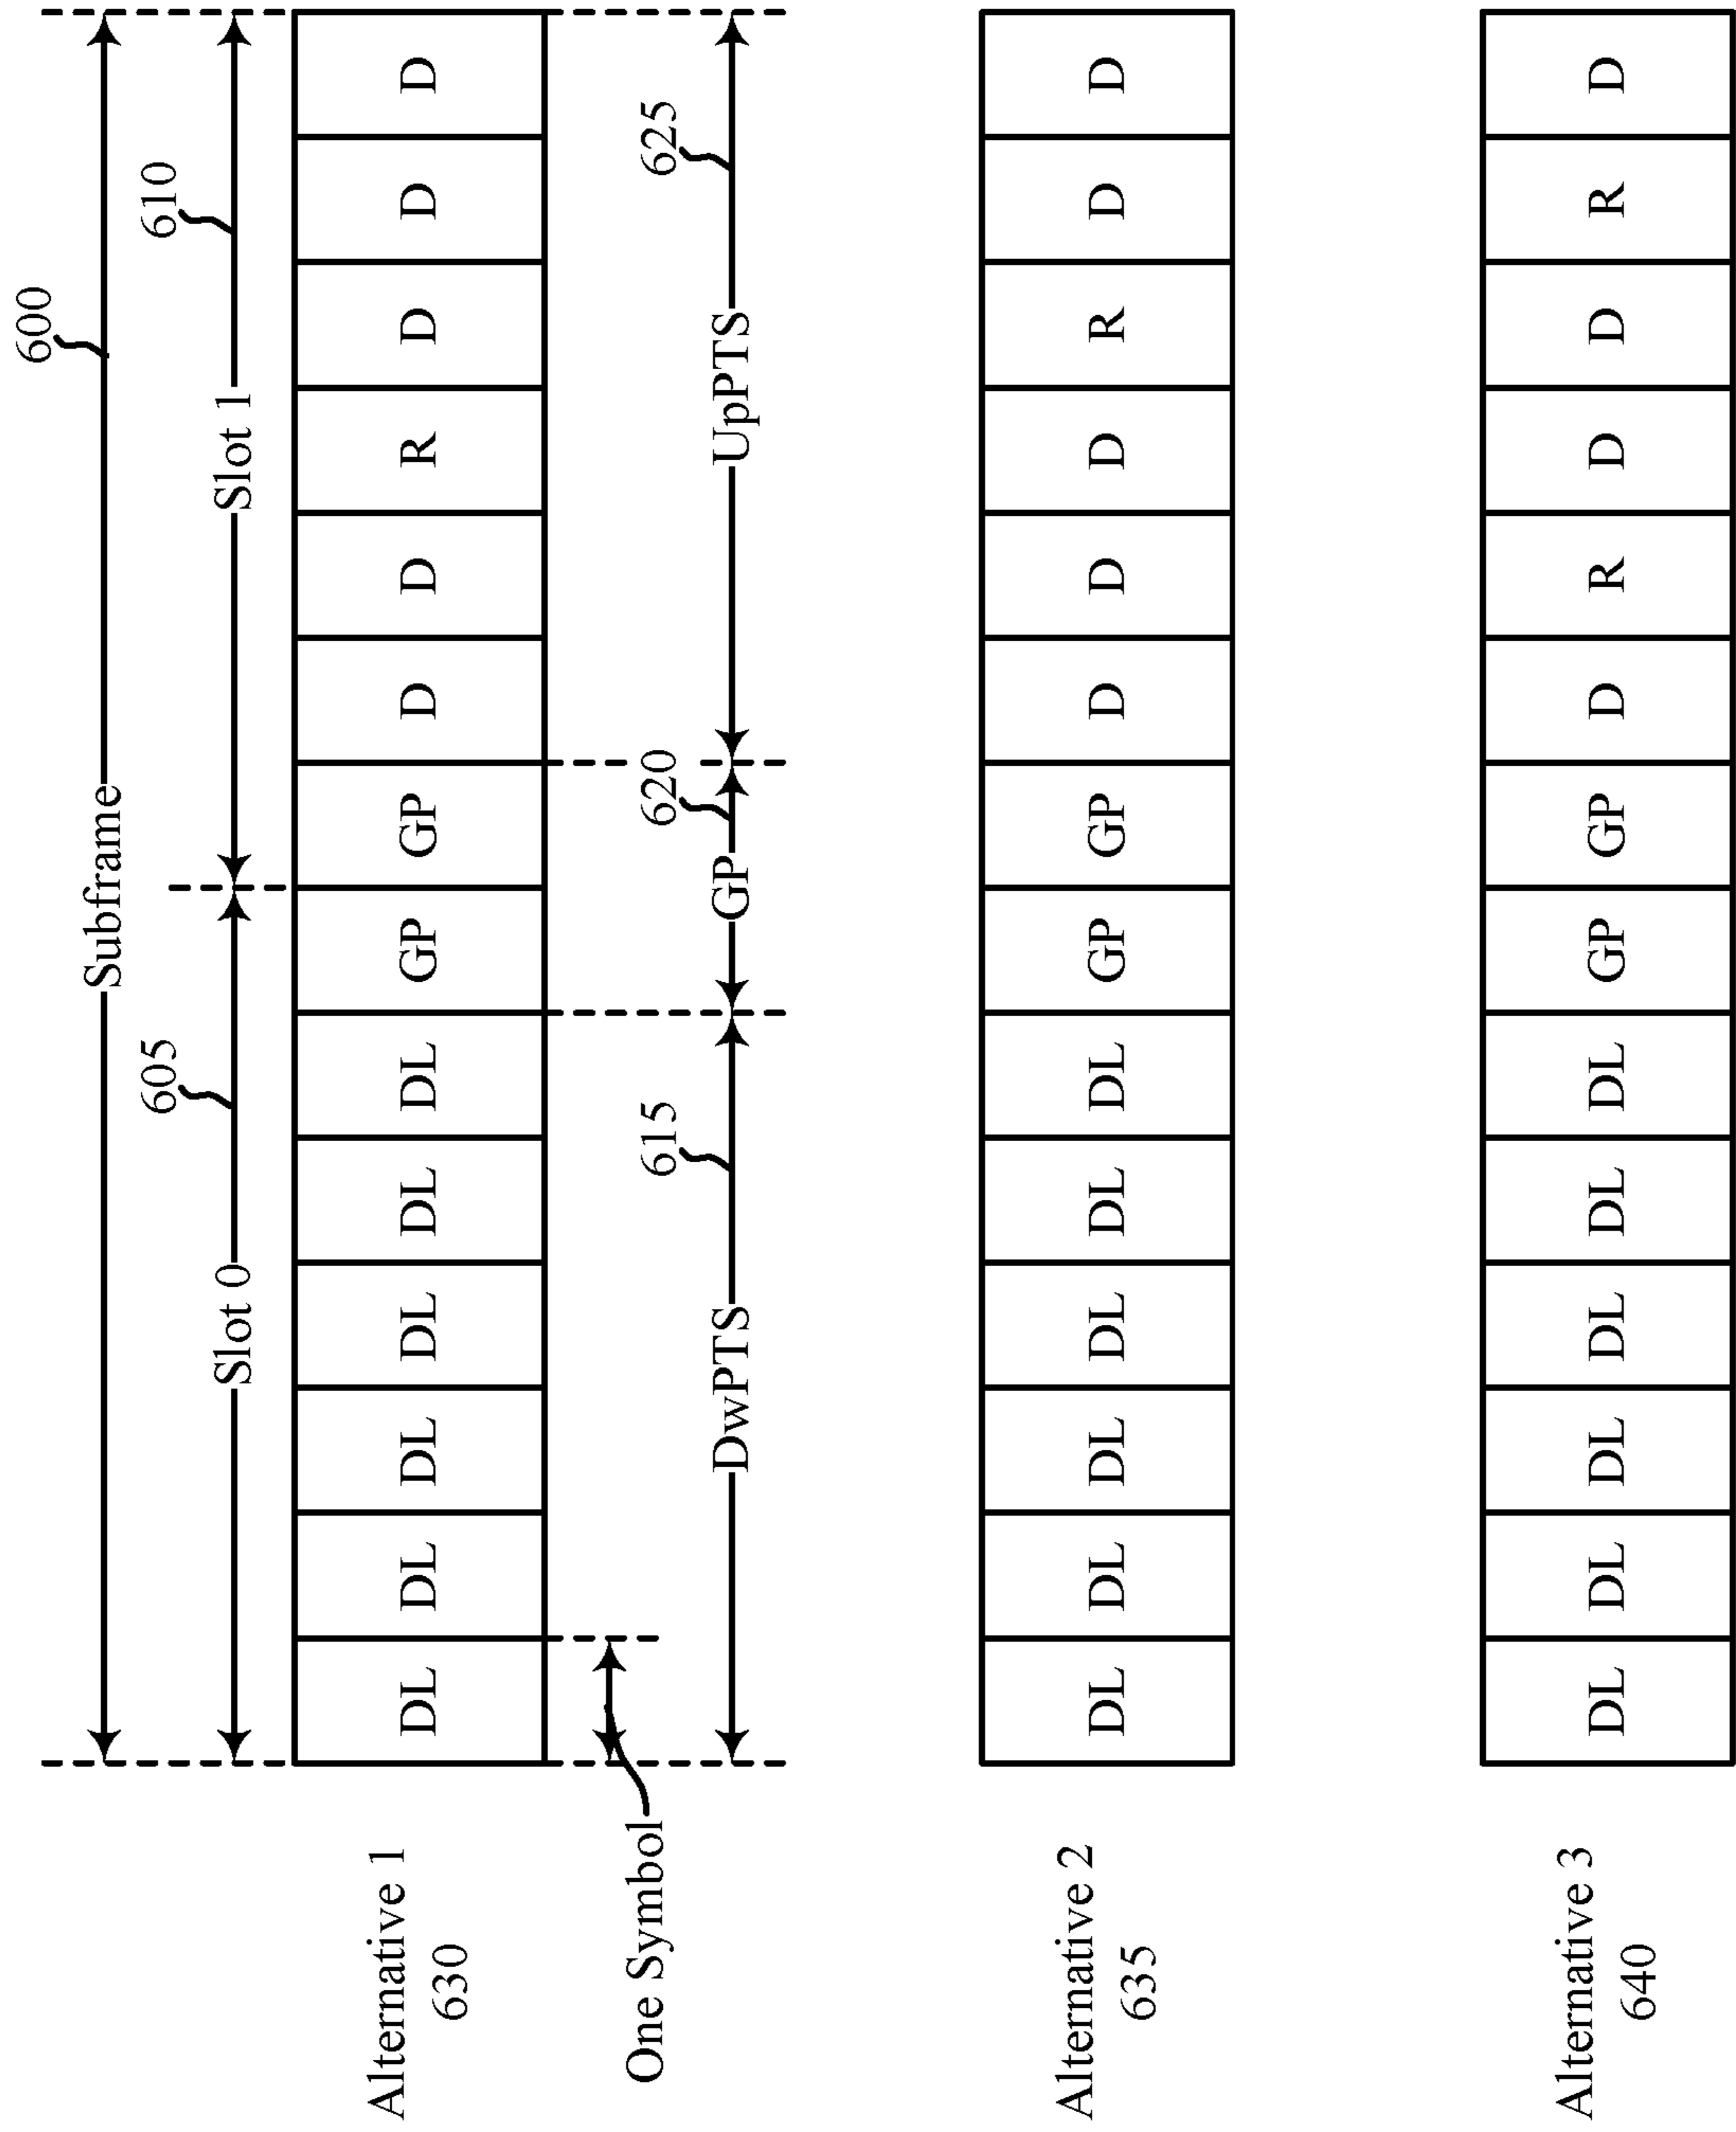 600
Subframe
605 610
Slot 0 Slot 1
Alternative 1 DL DL DL DL DL DL GP GP D D R D D D
630
One Symbol
615 620 625
DwPTS GP UpPTS
Alternative 2 DL DL DL DL DL DL GP GP D D D R D D
635
Alternative 3 DL DL DL DL DL DL GP GP D R D D R D
640